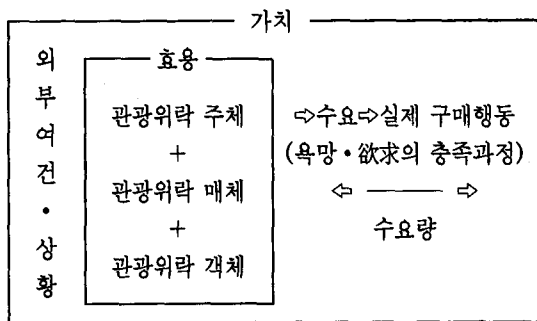 가치
외부여건·상황
효용
관광위락 주체
+
관광위락 매체
+
관광위락 객체
⇨수요⇨실제 구매행동
(욕망·欲求의 충족과정)
⇦ ─── ⇨
수요량